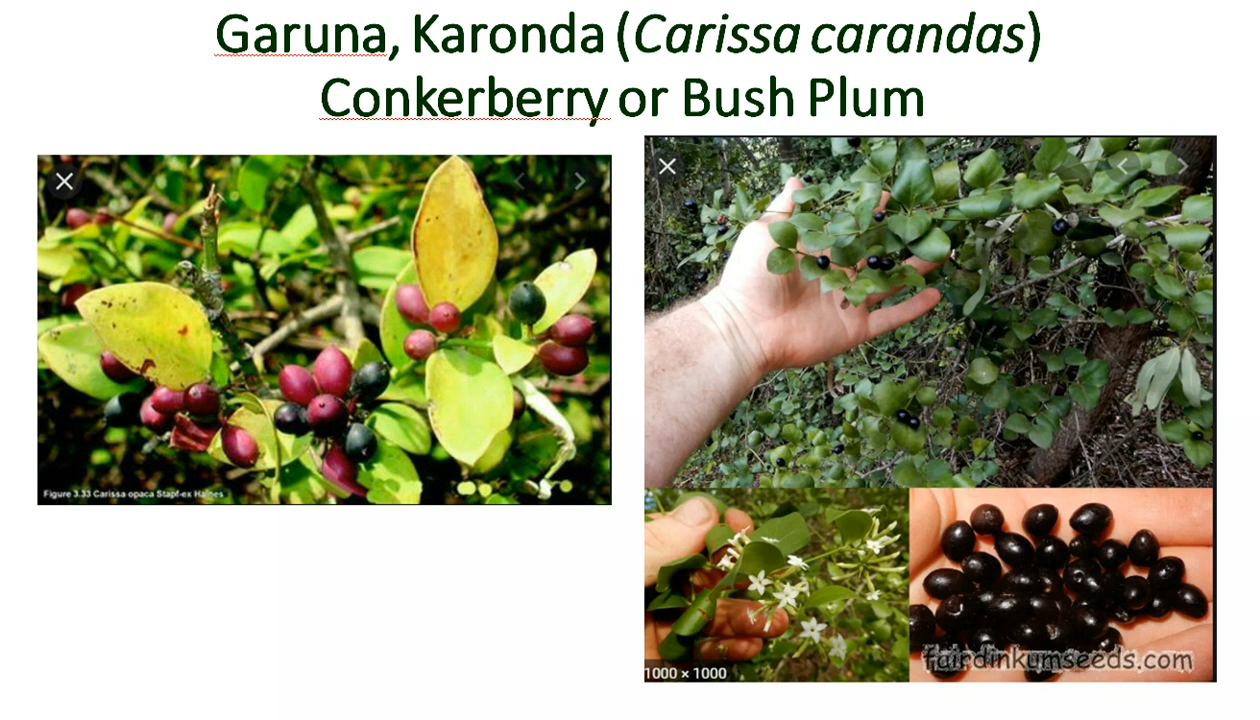 Garuna, Karonda (Carissa carandas)
Conkerberry or Bush Plum
Figure 3.33 Carissa opaca Stapf-ex Haines
1000 × 1000
fairdinkumseeds.com